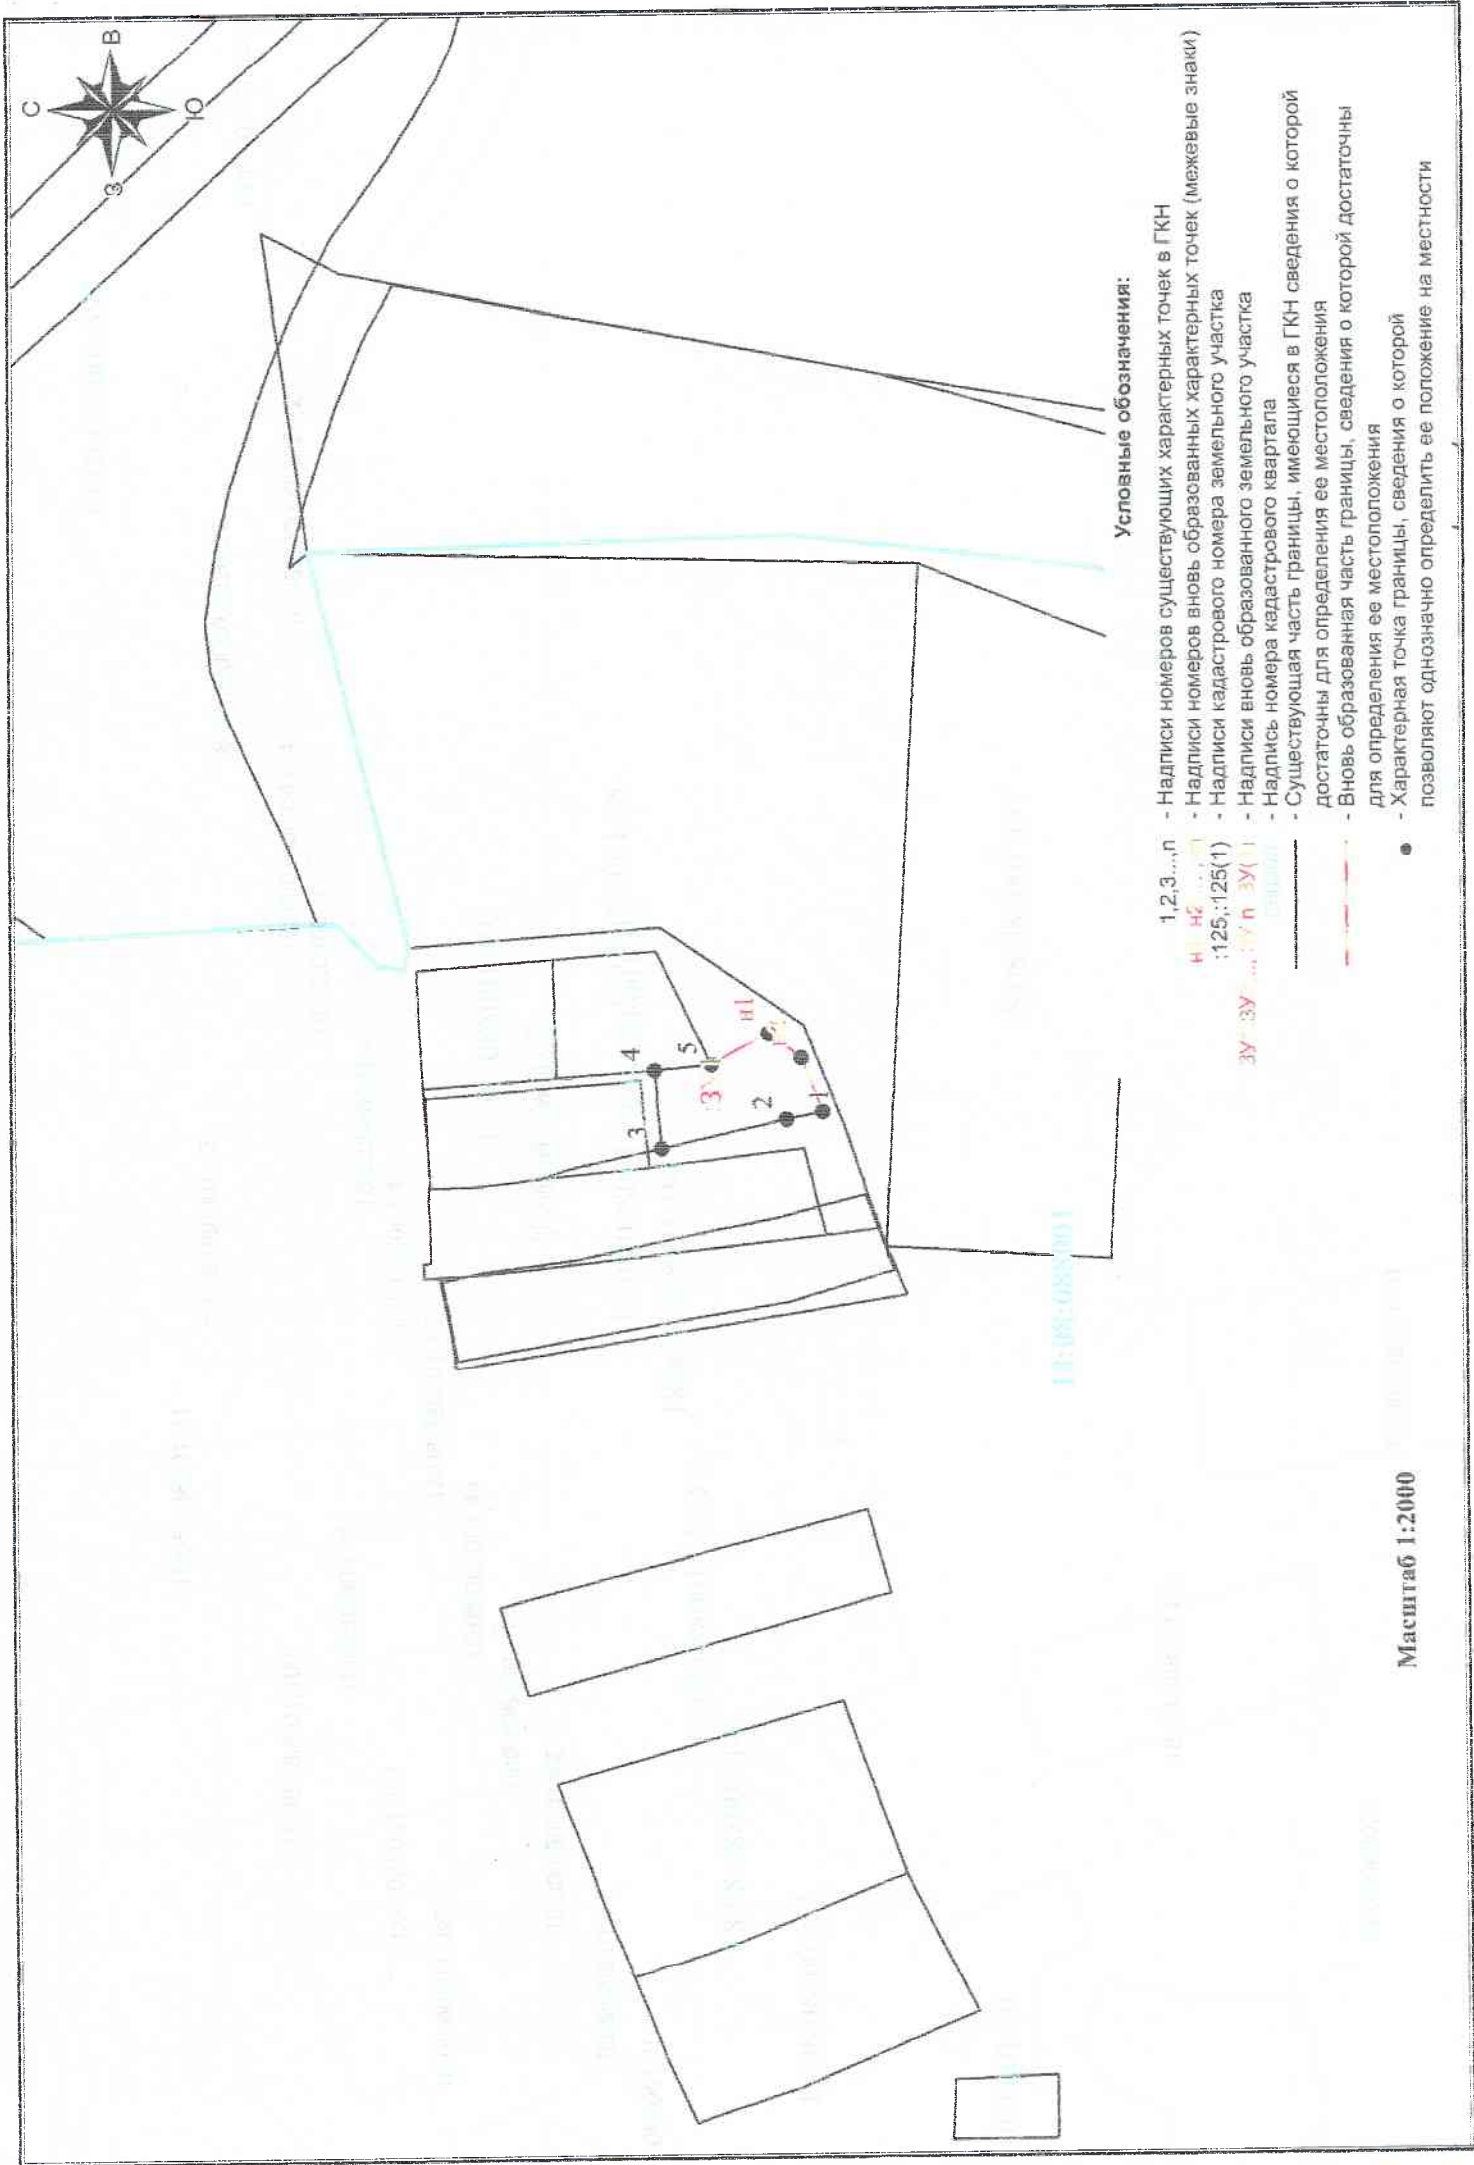 С
В
Ю
З
4
5
3
н1
:ЗУ
2
1
Условные обозначения:
1,2,3...,n - Надписи номеров существующих характерных точек в ГКН
н2 - Надписи номеров вновь образованных характерных точек (межевые знаки)
:125,:125(1) - Надписи кадастрового номера земельного участка
- Надписи вновь образованного земельного участка
- Надпись номера кадастрового квартала
- Существующая часть границы, имеющиеся в ГКН сведения о которой
достаточны для определения ее местоположения
- Вновь образованная часть границы, сведения о которой достаточны
для определения ее местоположения
- Характерная точка границы, сведения о которой
позволяют однозначно определить ее положение на местности
Масштаб 1:2000